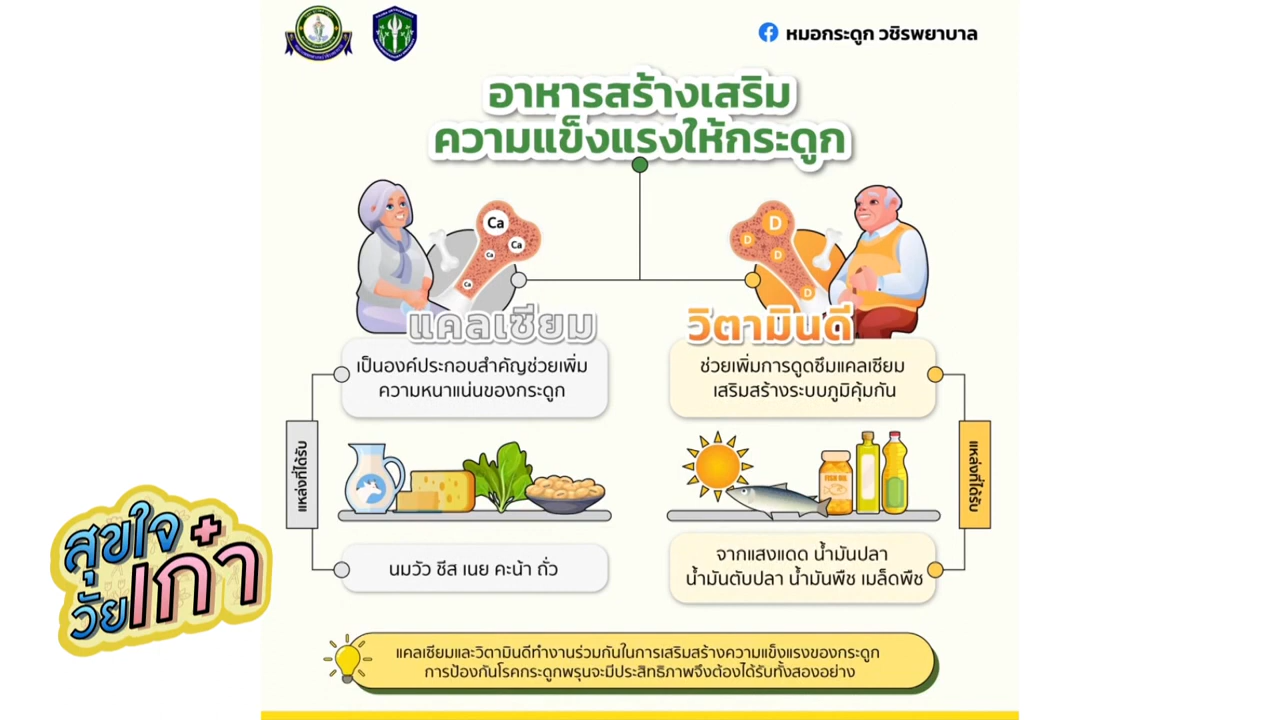 หมอกระดูก วชิรพยาบาล
อาหารสร้างเสริม
ความแข็งแรงให้กระดูก
Ca
Ca
Ca
Ca
D
D
D
D
แคลเซียม
วิตามินดี
เป็นองค์ประกอบสำคัญช่วยเพิ่ม
ความหนาแน่นของกระดูก
ช่วยเพิ่มการดูดซึมแคลเซียม
เสริมสร้างระบบภูมิคุ้มกัน
แหล่งที่ได้รับ
แหล่งที่ได้รับ
FISH OIL
นมวัว ชีส เนย คะน้า ถั่ว
จากแสงแดด น้ำมันปลา
น้ำมันตับปลา น้ำมันพืช เมล็ดพืช
สุขใจ
วัยเก๋า
แคลเซียมและวิตามินดีทำงานร่วมกันในการเสริมสร้างความแข็งแรงของกระดูก
การป้องกันโรคกระดูกพรุนจะมีประสิทธิภาพจึงต้องได้รับทั้งสองอย่าง